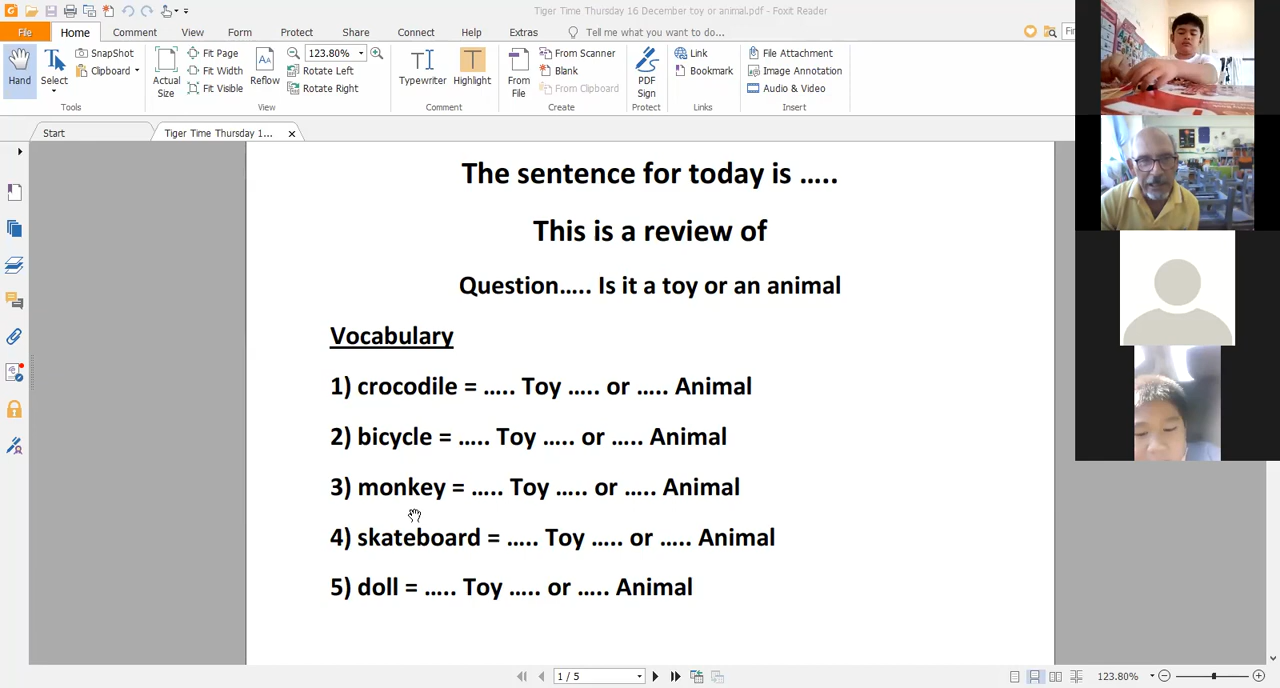 Tiger Time Thursday 16 December toy or animal.pdf - Foxit Reader
File Home Comment View Form Protect Share Connect Help Extras Tell me what you want to do...
Hand
Select
SnapShot
Clipboard
Tools
Actual Size
Fit Page
Fit Width
Fit Visible
Reflow
123.80%
Rotate Left
Rotate Right
View
Typewriter
Highlight
Comment
From File
From Scanner
Blank
From Clipboard
Create
PDF Sign
Protect
Link
Bookmark
Links
File Attachment
Image Annotation
Audio & Video
Insert
Start
Tiger Time Thursday 1...
The sentence for today is .....
This is a review of
Question..... Is it a toy or an animal
Vocabulary
1) crocodile = ..... Toy ..... or ..... Animal
2) bicycle = ..... Toy ..... or ..... Animal
3) monkey = ..... Toy ..... or ..... Animal
4) skateboard = ..... Toy ..... or ..... Animal
5) doll = ..... Toy ..... or ..... Animal
1 / 5
123.80%